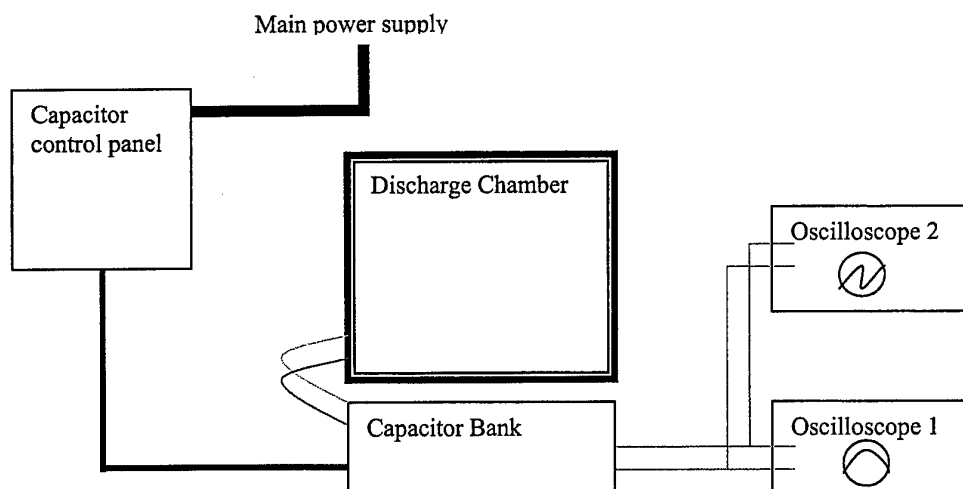 Main power supply
Capacitor
control panel
Discharge Chamber
Oscilloscope 2
Capacitor Bank
Oscilloscope 1